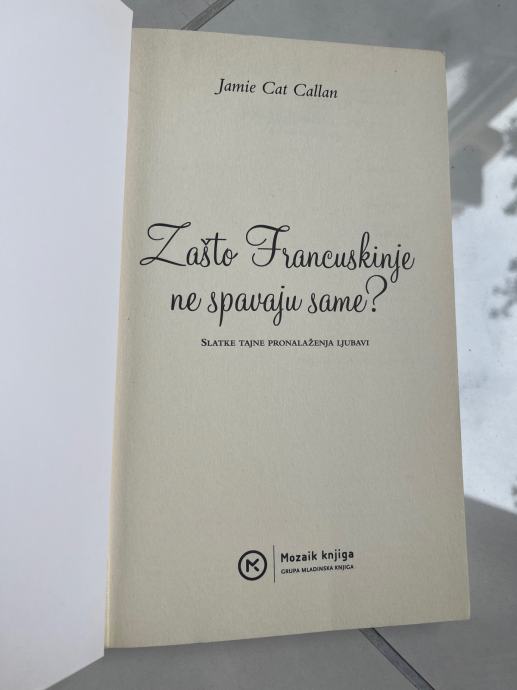 Jamie Cat Callan
Zašto Francuskinje
ne spavaju same?
SLATKE TAJNE PRONALAŽENJA LJUBAVI
Mozaik knjiga
GRUPA MLADINSKA KNJIGA